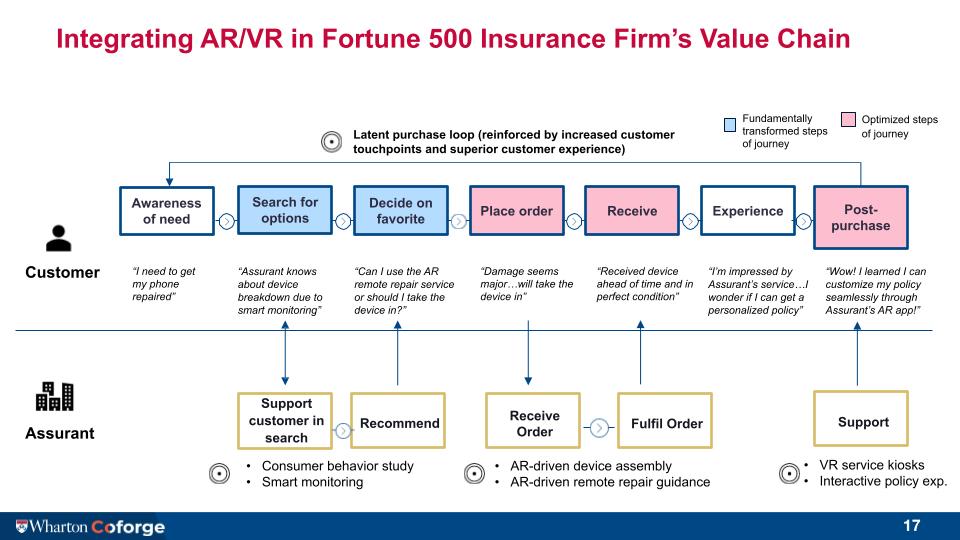 Integrating AR/VR in Fortune 500 Insurance Firm's Value Chain
Latent purchase loop (reinforced by increased customer
touchpoints and superior customer experience)
Fundamentally
transformed steps
of journey
Optimized steps
of journey
Awareness
of need
Search for
options
Decide on
favorite
Place order
Receive
Experience
Post-
purchase
Customer
“I need to get
my phone
repaired”
“Assurant knows
about device
breakdown due to
smart monitoring”
“Can I use the AR
remote repair service
or should I take the
device in?”
“Damage seems
major…will take the
device in”
“Received device
ahead of time and in
perfect condition”
“I’m impressed by
Assurant’s service…I
wonder if I can get a
personalized policy”
“Wow! I learned I can
customize my policy
seamlessly through
Assurant’s AR app!”
Assurant
Support
customer in
search
Recommend
Receive
Order
Fulfil Order
Support
• Consumer behavior study
• Smart monitoring
• AR-driven device assembly
• AR-driven remote repair guidance
• VR service kiosks
• Interactive policy exp.
Wharton Coforge
17